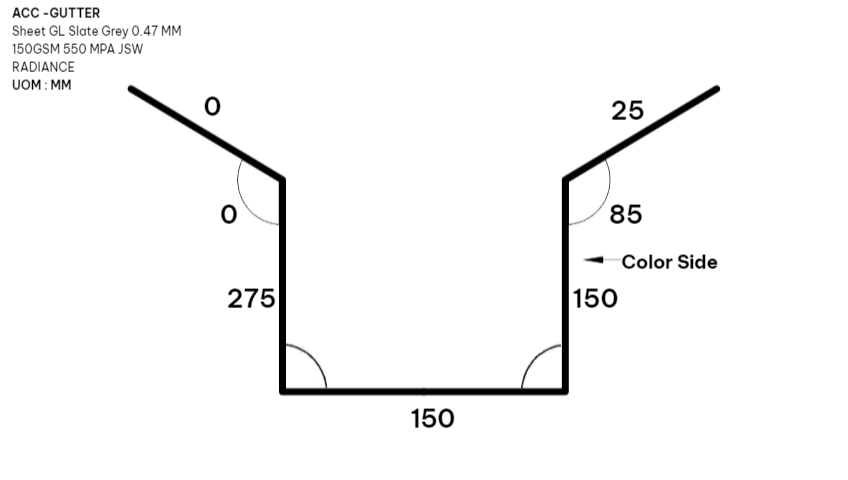 ACC -GUTTER
Sheet GL Slate Grey 0.47 MM
150GSM 550 MPA JSW
RADIANCE
UOM : MM
0
25
0
85
Color Side
275
150
150